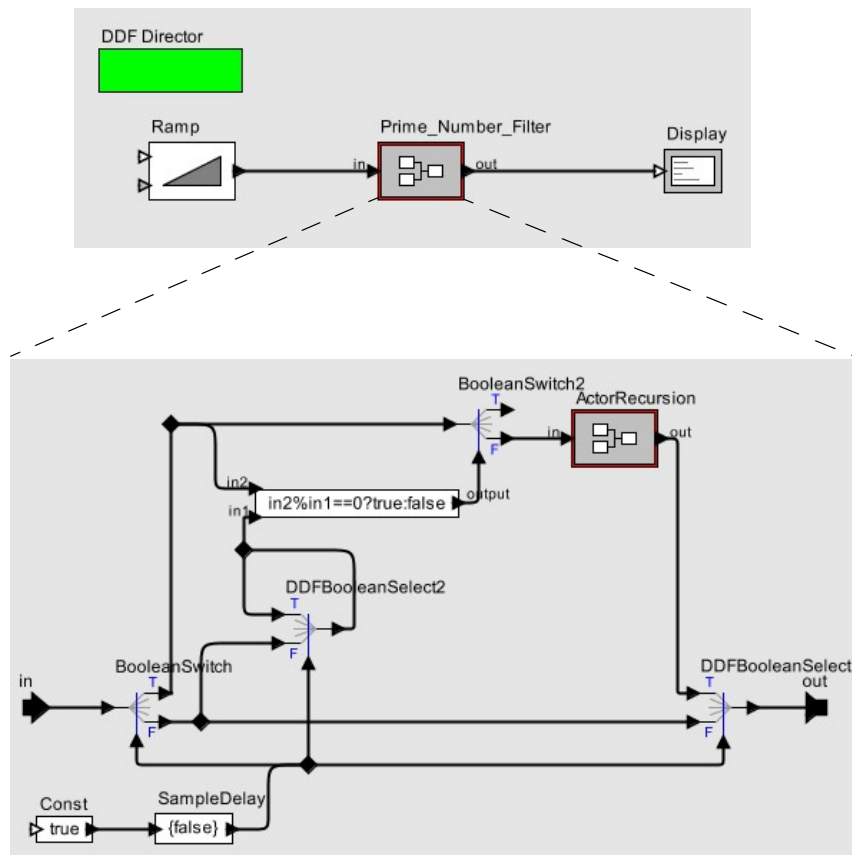 DDF Director
Ramp
Prime_Number_Filter
Display
in
out
BooleanSwitch2
T
F
ActorRecursion
in
out
in2
in1
in2%in1==0?true:false
output
DDFBooleanSelect2
T
F
in
BooleanSwitch
T
F
DDFBooleanSelect
out
T
F
Const
true
SampleDelay
{false}